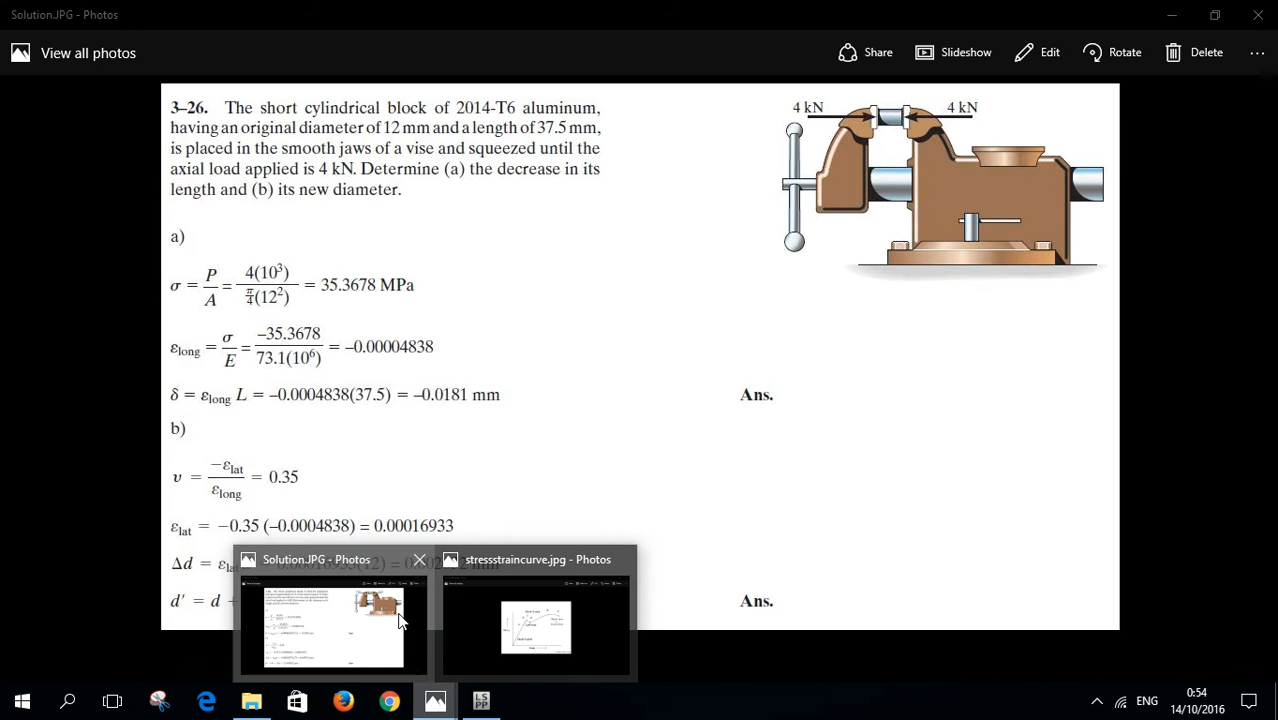 Solution.JPG - Photos
View all photos
Share
Slideshow
Edit
Rotate
Delete
3–26. The short cylindrical block of 2014-T6 aluminum,
having an original diameter of 12 mm and a length of 37.5 mm,
is placed in the smooth jaws of a vise and squeezed until the
axial load applied is 4 kN. Determine (a) the decrease in its
length and (b) its new diameter.
4 kN
4 kN
a)
σ = P/A = 4(10³) / π/4(12²) = 35.3678 MPa
εlong = σ/E = –35.3678 / 73.1(10⁶) = –0.00004838
δ = εlong L = –0.0004838(37.5) = –0.0181 mm
Ans.
b)
υ = –εlat / εlong = 0.35
εlat = –0.35 (–0.0004838) = 0.00016933
Δd = εlat
d' = d +
Ans.
Solution.JPG - Photos
stressstraincurve.jpg - Photos
LS
PP
ENG
0:54
14/10/2016